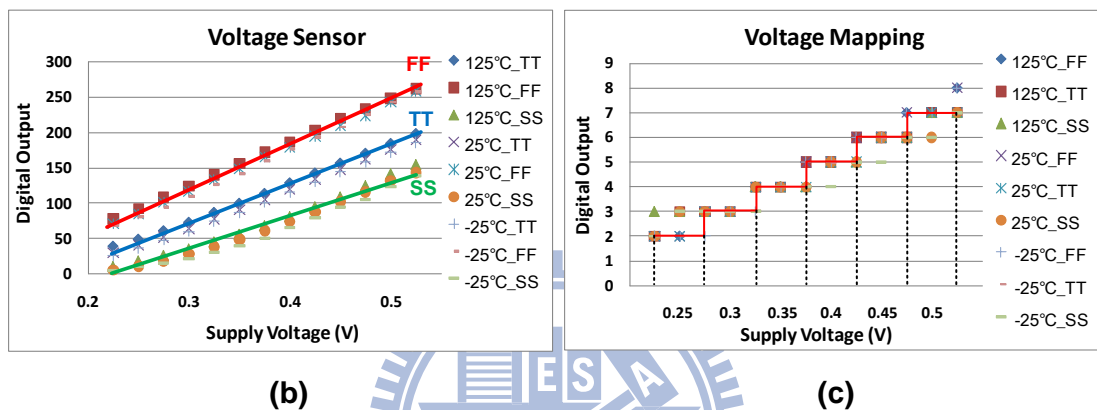 Voltage Sensor
Digital Output
300
250
200
150
100
50
0
0.2
0.3
0.4
0.5
Supply Voltage (V)
FF
TT
SS
125℃_TT
125℃_FF
125℃_SS
25℃_TT
25℃_FF
25℃_SS
-25℃_TT
-25℃_FF
-25℃_SS
(b)
Voltage Mapping
Digital Output
9
8
7
6
5
4
3
2
1
0
0.25
0.3
0.35
0.4
0.45
0.5
Supply Voltage (V)
125℃_FF
125℃_TT
125℃_SS
25℃_FF
25℃_TT
25℃_SS
-25℃_FF
-25℃_TT
-25℃_SS
(c)
E S A